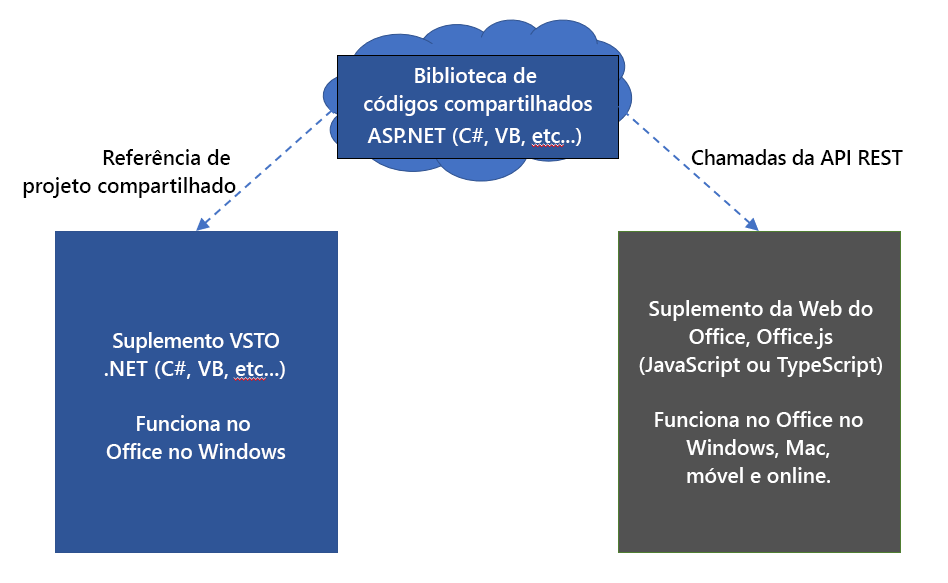 Biblioteca de
códigos compartilhados
ASP.NET (C#, VB, etc...)
Referência de
projeto compartilhado
Chamadas da API REST
Suplemento VSTO
.NET (C#, VB, etc...)
Funciona no
Office no Windows
Suplemento da Web do
Office, Office.js
(JavaScript ou TypeScript)
Funciona no Office no
Windows, Mac,
móvel e online.